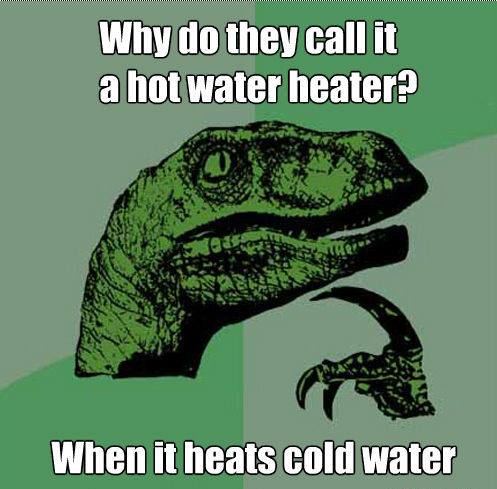 Why do they call it
a hot water heater?
When it heats cold water